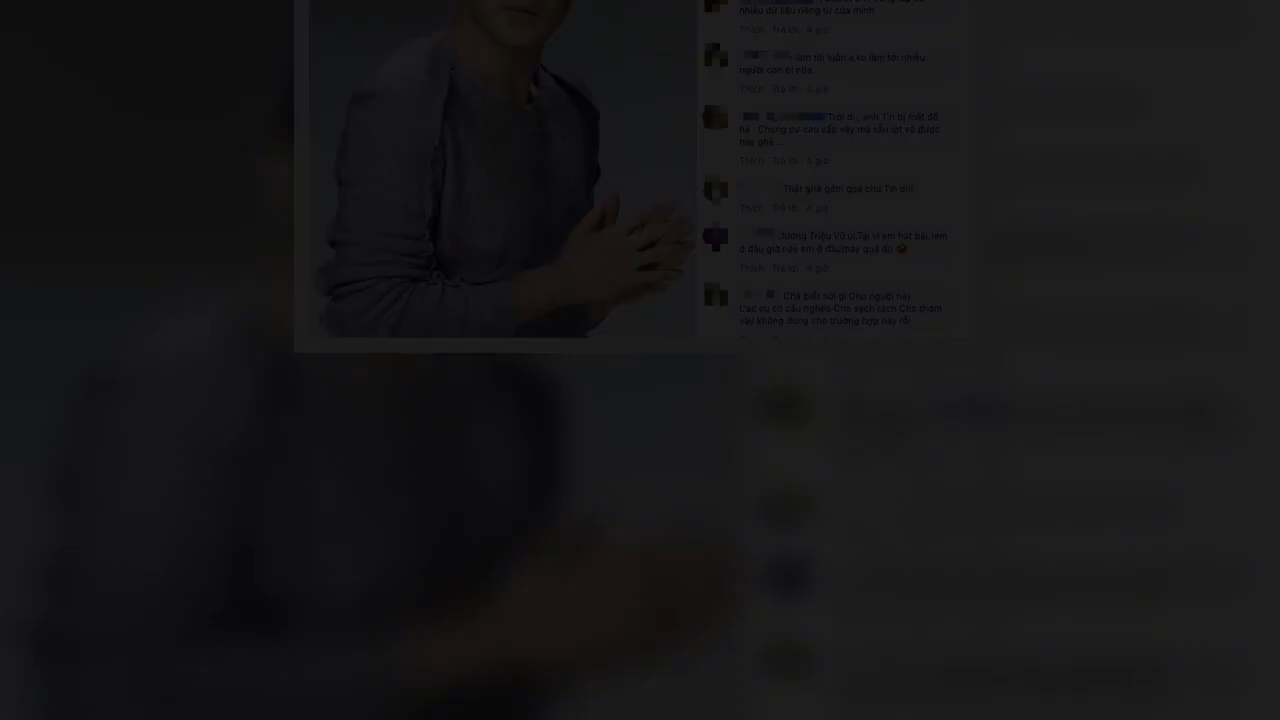 nhiều dữ liệu riêng tư của mình
Thích · Trả lời · 4 giờ
làm tới luôn a,ko làm tới nhiều
người còn bị nữa.
Thích · Trả lời · 4 giờ
Trời ơi , anh Tín bị mất đồ
hả . Chung cư cao cấp vậy mà vẫn lọt vô được
hay ghê ...
Thích · Trả lời · 4 giờ
Thật ghê gớm quá chú Tín ơi!
Thích · Trả lời · 4 giờ
Dương Triệu Vũ ui.Tại vì em hát bài (em
ở đâu giờ này em ở đâu)hay quá đó 🤣
Thích · Trả lời · 4 giờ
Chả biết nói gì Cho người này.
Các cụ có câu nghèo Cho sạch rách Cho thơm
vậy không đúng cho trường hợp này rồi